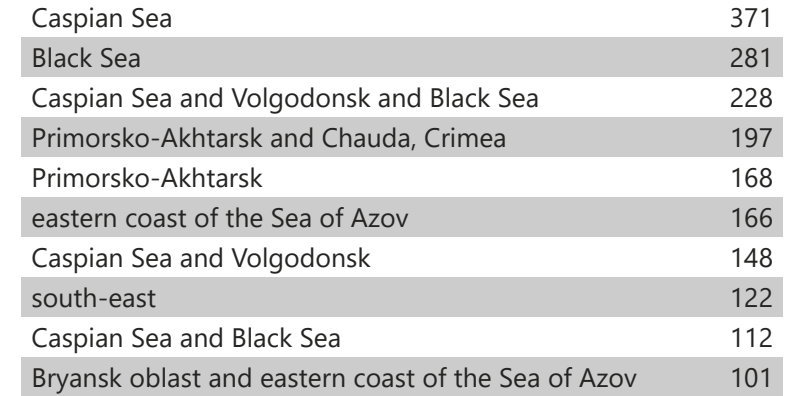 Caspian Sea 371
Black Sea 281
Caspian Sea and Volgodonsk and Black Sea 228
Primorsko-Akhtarsk and Chauda, Crimea 197
Primorsko-Akhtarsk 168
eastern coast of the Sea of Azov 166
Caspian Sea and Volgodonsk 148
south-east 122
Caspian Sea and Black Sea 112
Bryansk oblast and eastern coast of the Sea of Azov 101